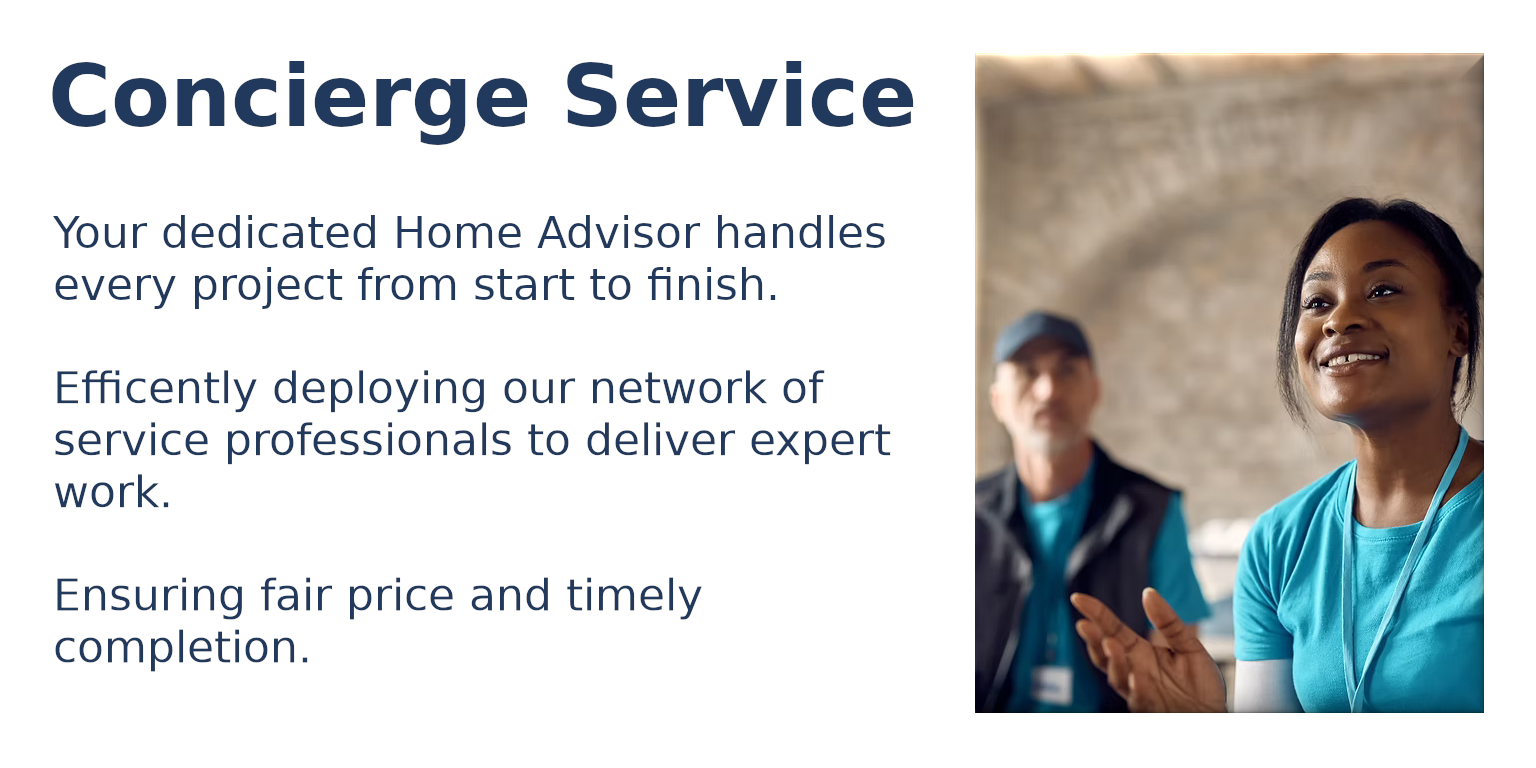 Concierge Service
Your dedicated Home Advisor handles
every project from start to finish.
Efficently deploying our network of
service professionals to deliver expert
work.
Ensuring fair price and timely
completion.